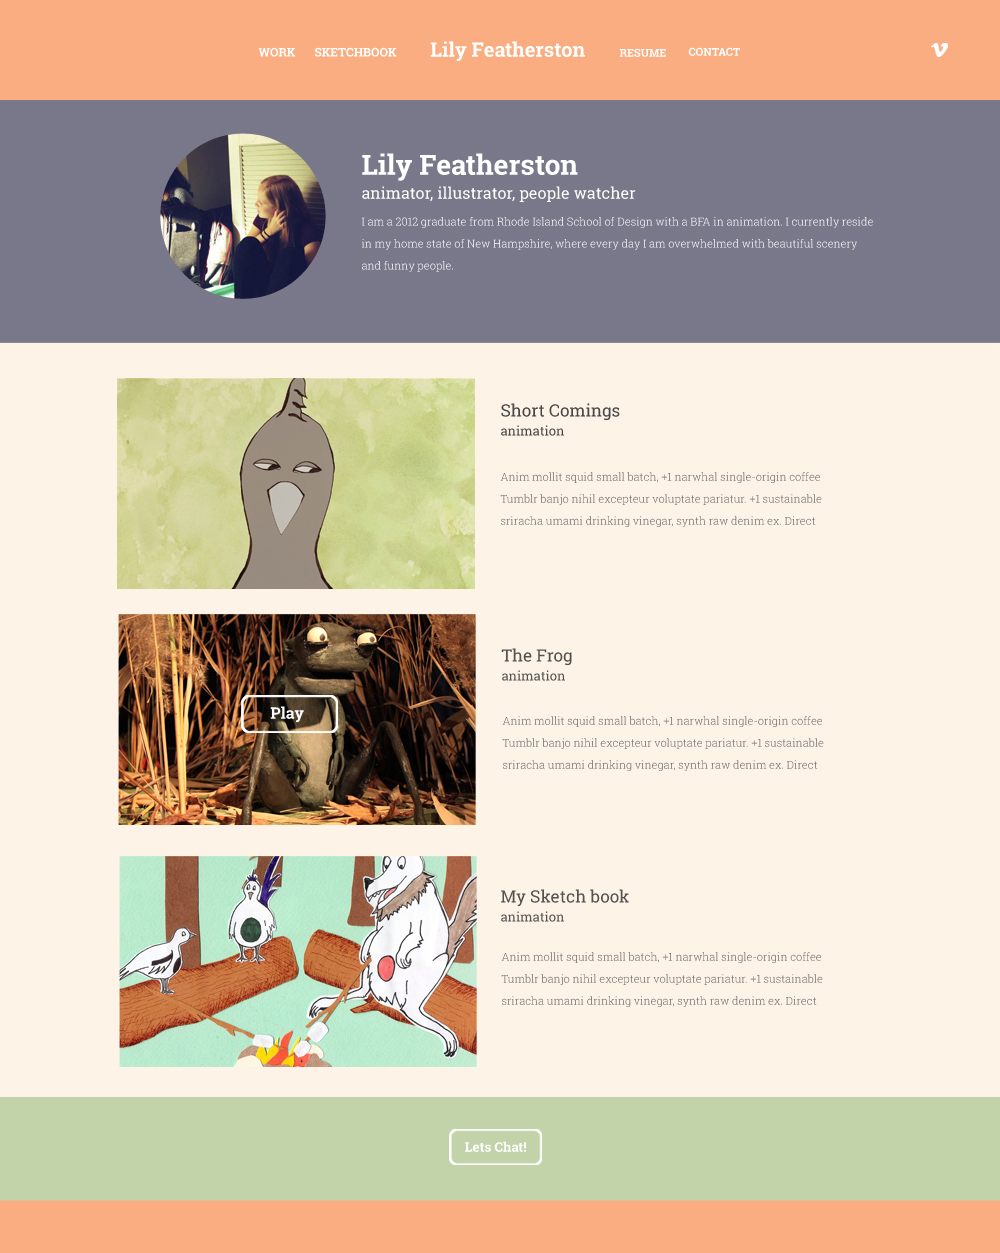 WORK SKETCHBOOK Lily Featherston RESUME CONTACT
Lily Featherston
animator, illustrator, people watcher
I am a 2012 graduate from Rhode Island School of Design with a BFA in animation. I currently reside
in my home state of New Hampshire, where every day I am overwhelmed with beautiful scenery
and funny people.
Short Comings
animation
Anim mollit squid small batch, +1 narwhal single-origin coffee
Tumblr banjo nihil excepteur voluptate pariatur. +1 sustainable
sriracha umami drinking vinegar, synth raw denim ex. Direct
Play
The Frog
animation
Anim mollit squid small batch, +1 narwhal single-origin coffee
Tumblr banjo nihil excepteur voluptate pariatur. +1 sustainable
sriracha umami drinking vinegar, synth raw denim ex. Direct
My Sketch book
animation
Anim mollit squid small batch, +1 narwhal single-origin coffee
Tumblr banjo nihil excepteur voluptate pariatur. +1 sustainable
sriracha umami drinking vinegar, synth raw denim ex. Direct
Lets Chat!